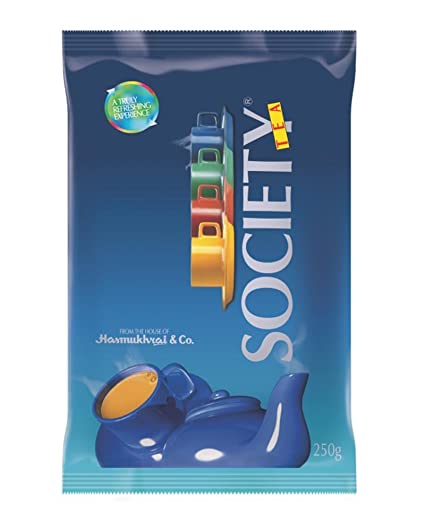 A TRULY
REFRESHING
EXPERIENCE
SOCIETY®
TEA
FROM THE HOUSE OF
Hasmukhrai & Co.
250g